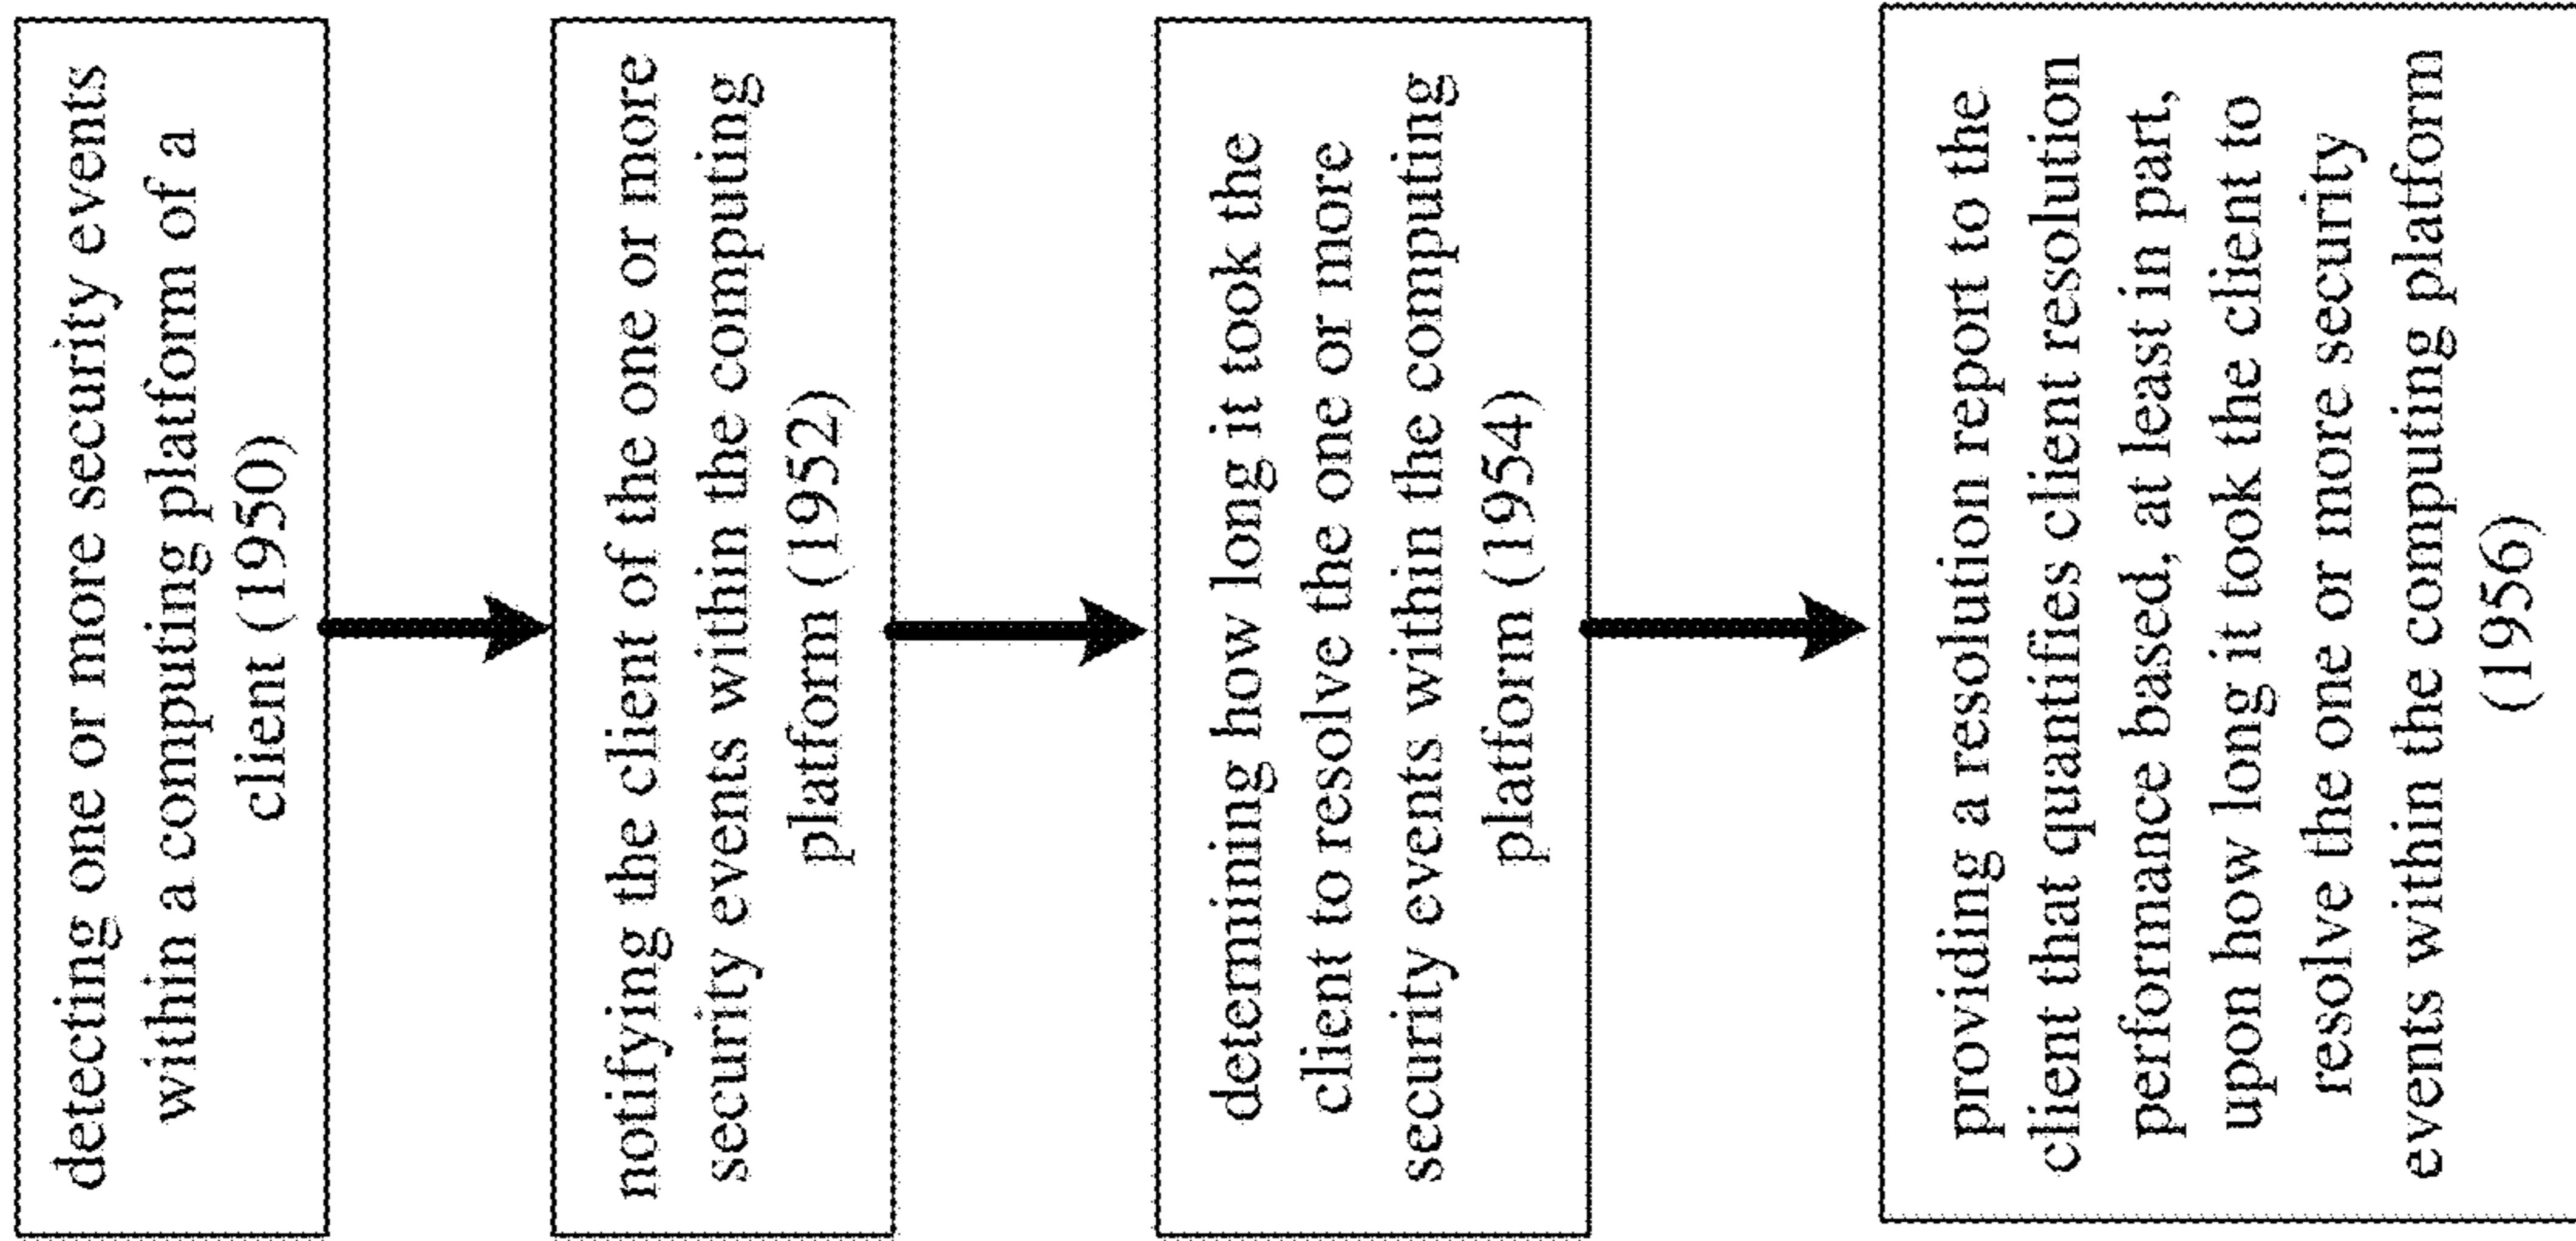 detecting one or more security events
within a computing platform of a
client (1950)
notifying the client of the one or more
security events within the computing
platform (1952)
determining how long it took the
client to resolve the one or more
security events within the computing
platform (1954)
providing a resolution report to the
client that quantifies client resolution
performance based, at least in part,
upon how long it took the client to
resolve the one or more security
events within the computing platform
(1956)